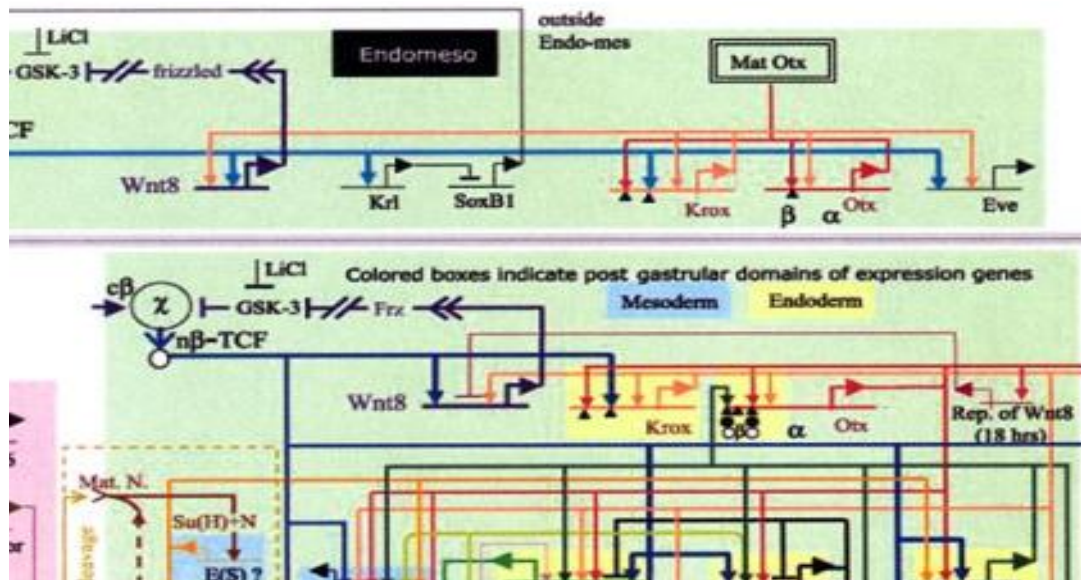 outside
Endo-mes
LiCl
Endomeso
Mat Otx
GSK-3
frizzled
CF
Wnt8
Krl
SoxB1
Krox
β
α
Otx
Eve
Colored boxes indicate post gastrular domains of expression genes
LiCl
Mesoderm
Endoderm
cβ
χ
GSK-3
Frz
nβ-TCF
Wnt8
Krox
β
α
Otx
Rep. of Wnt8
(18 hrs)
Mat. N.
Su(H)+N
E(S) ?